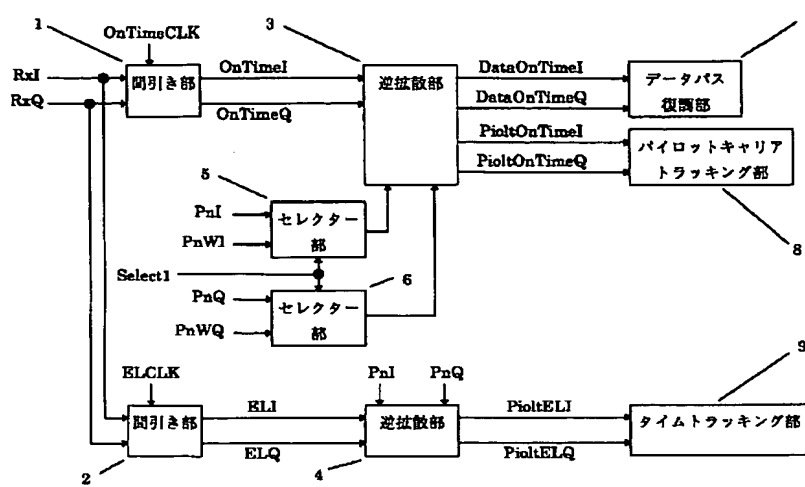 1
OnTimeCLK
3
RxI
RxQ
間引き部
OnTimeI
OnTimeQ
逆拡散部
DataOnTimeI
DataOnTimeQ
PioltOnTimeI
PioltOnTimeQ
データパス
復調部
パイロットキャリア
トラッキング部
8
5
PnI
PnWI
セレクター
部
Select1
6
PnQ
PnWQ
セレクター
部
9
ELCLK
間引き部
2
ELI
ELQ
PnI
PnQ
逆拡散部
4
PioltELI
PioltELQ
タイムトラッキング部